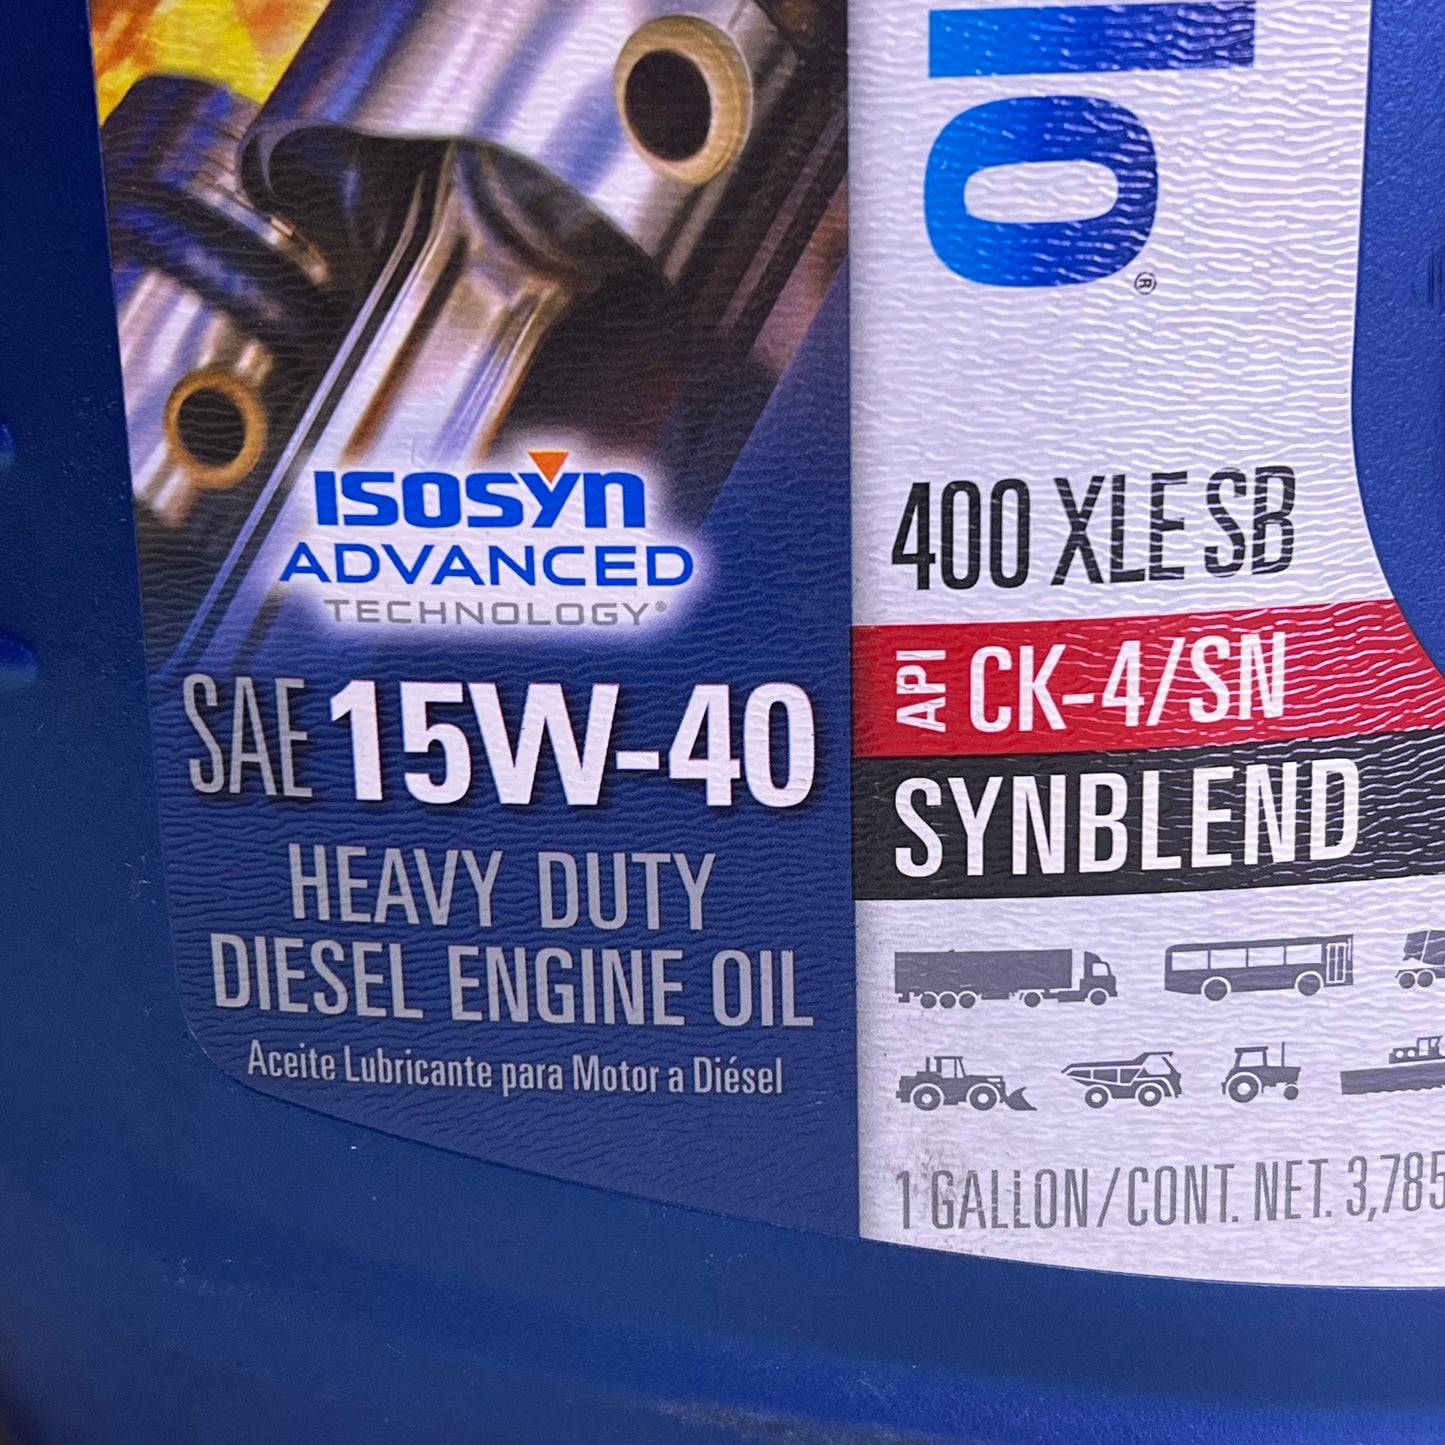 ISOSYN
ADVANCED
TECHNOLOGY®
SAE 15W-40
HEAVY DUTY
DIESEL ENGINE OIL
Aceite Lubricante para Motor a Diésel
®
400 XLE SB
API CK-4/SN
SYNBLEND
1 GALLON/CONT. NET. 3,785